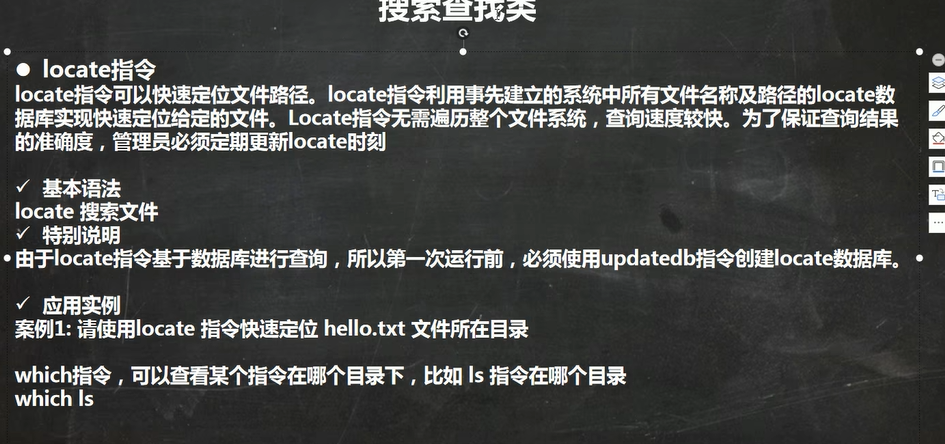 搜索查找类
● locate指令
locate指令可以快速定位文件路径。locate指令利用事先建立的系统中所有文件名称及路径的locate数
据库实现快速定位给定的文件。Locate指令无需遍历整个文件系统，查询速度较快。为了保证查询结果
的准确度，管理员必须定期更新locate时刻
✓ 基本语法
locate 搜索文件
✓ 特别说明
由于locate指令基于数据库进行查询，所以第一次运行前，必须使用updatedb指令创建locate数据库。
✓ 应用实例
案例1: 请使用locate 指令快速定位 hello.txt 文件所在目录
which指令，可以查看某个指令在哪个目录下，比如 ls 指令在哪个目录
which ls